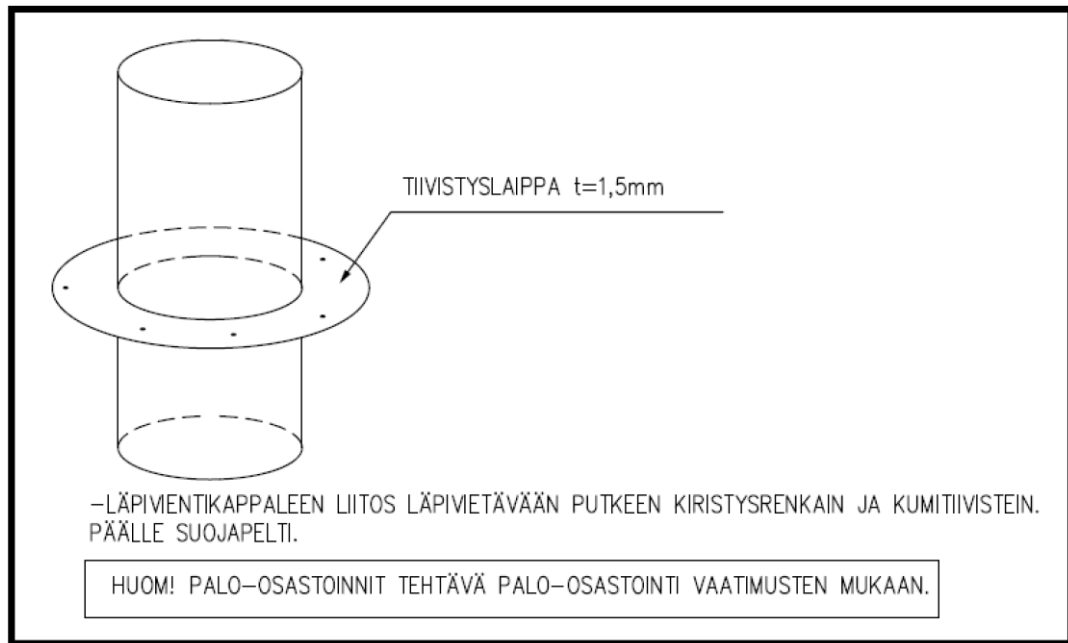 TIIVISTYSLAIPPA t=1,5mm
-LÄPIVIENTIKAPPALEEN LIITOS LÄPIVIETÄVÄÄN PUTKEEN KIRISTYSRENKAIN JA KUMITIIVISTEIN.
PÄÄLLE SUOJAPELTI.
HUOM! PALO-OSASTOINNIT TEHTÄVÄ PALO-OSASTOINTI VAATIMUSTEN MUKAAN.